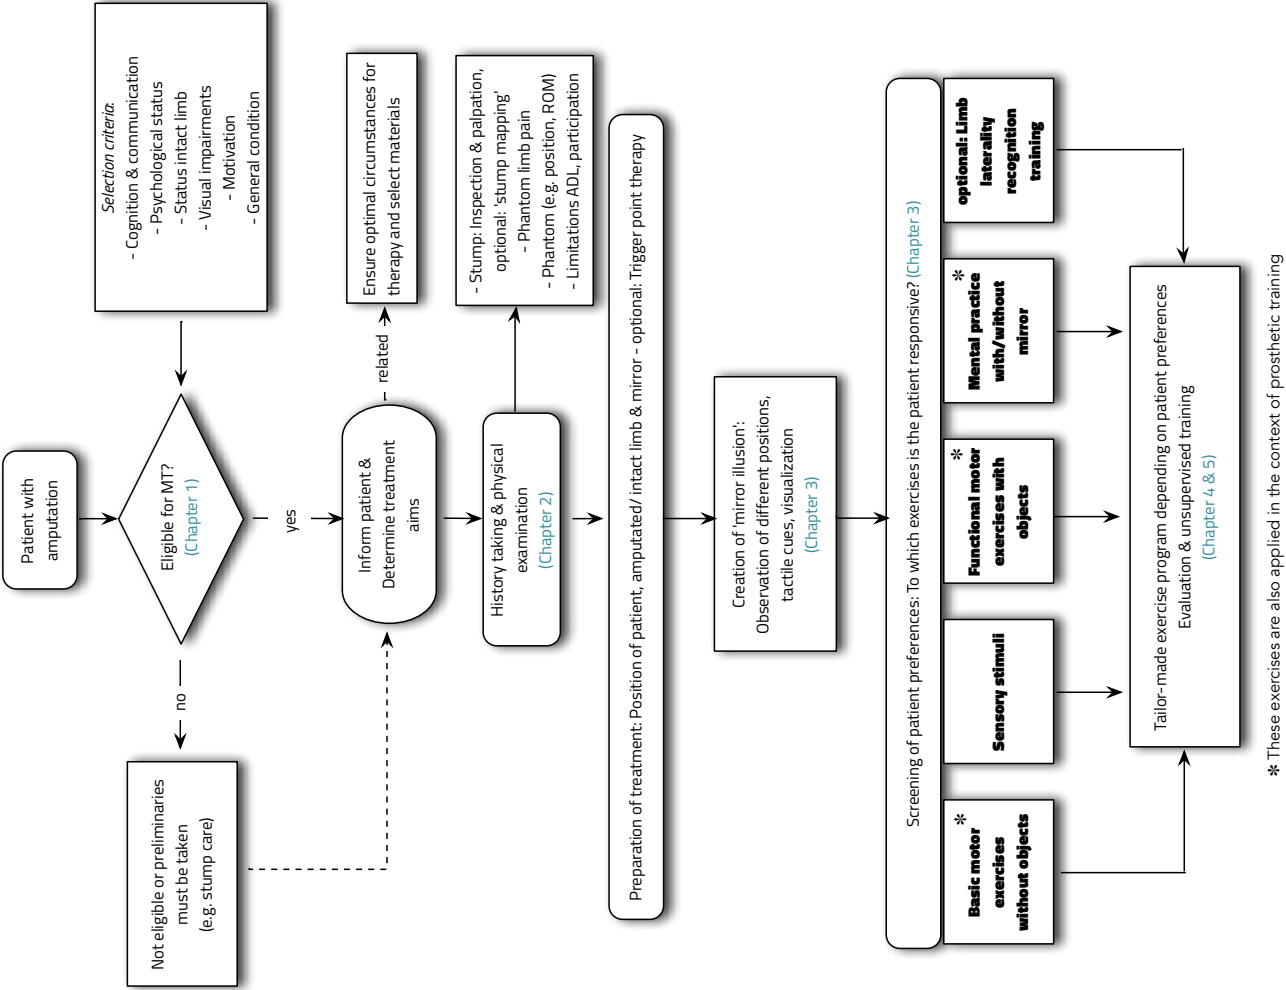 Patient with
amputation
Selection criteria:
- Cognition & communication
- Psychological status
- Status intact limb
- Visual impairments
- Motivation
- General condition
Eligible for MT?
(Chapter 1)
no
yes
Not eligible or preliminaries
must be taken
(e.g. stump care)
Inform patient &
Determine treatment
aims
related
Ensure optimal circumstances for
therapy and select materials
History taking & physical
examination
(Chapter 2)
- Stump: Inspection & palpation,
optional: 'stump mapping'
- Phantom limb pain
- Phantom (e.g. position, ROM)
- Limitations ADL, participation
Preparation of treatment: Position of patient, amputated/ intact limb & mirror - optional: Trigger point therapy
Creation of 'mirror illusion':
Observation of different positions,
tactile cues, visualization
(Chapter 3)
Screening of patient preferences: To which exercises is the patient responsive? (Chapter 3)
Basic motor *
exercises
without objects
Sensory stimuli
Functional motor *
exercises with
objects
Mental practice *
with/without
mirror
optional: Limb
laterality
recognition
training
Tailor-made exercise program depending on patient preferences
Evaluation & unsupervised training
(Chapter 4 & 5)
* These exercises are also applied in the context of prosthetic training